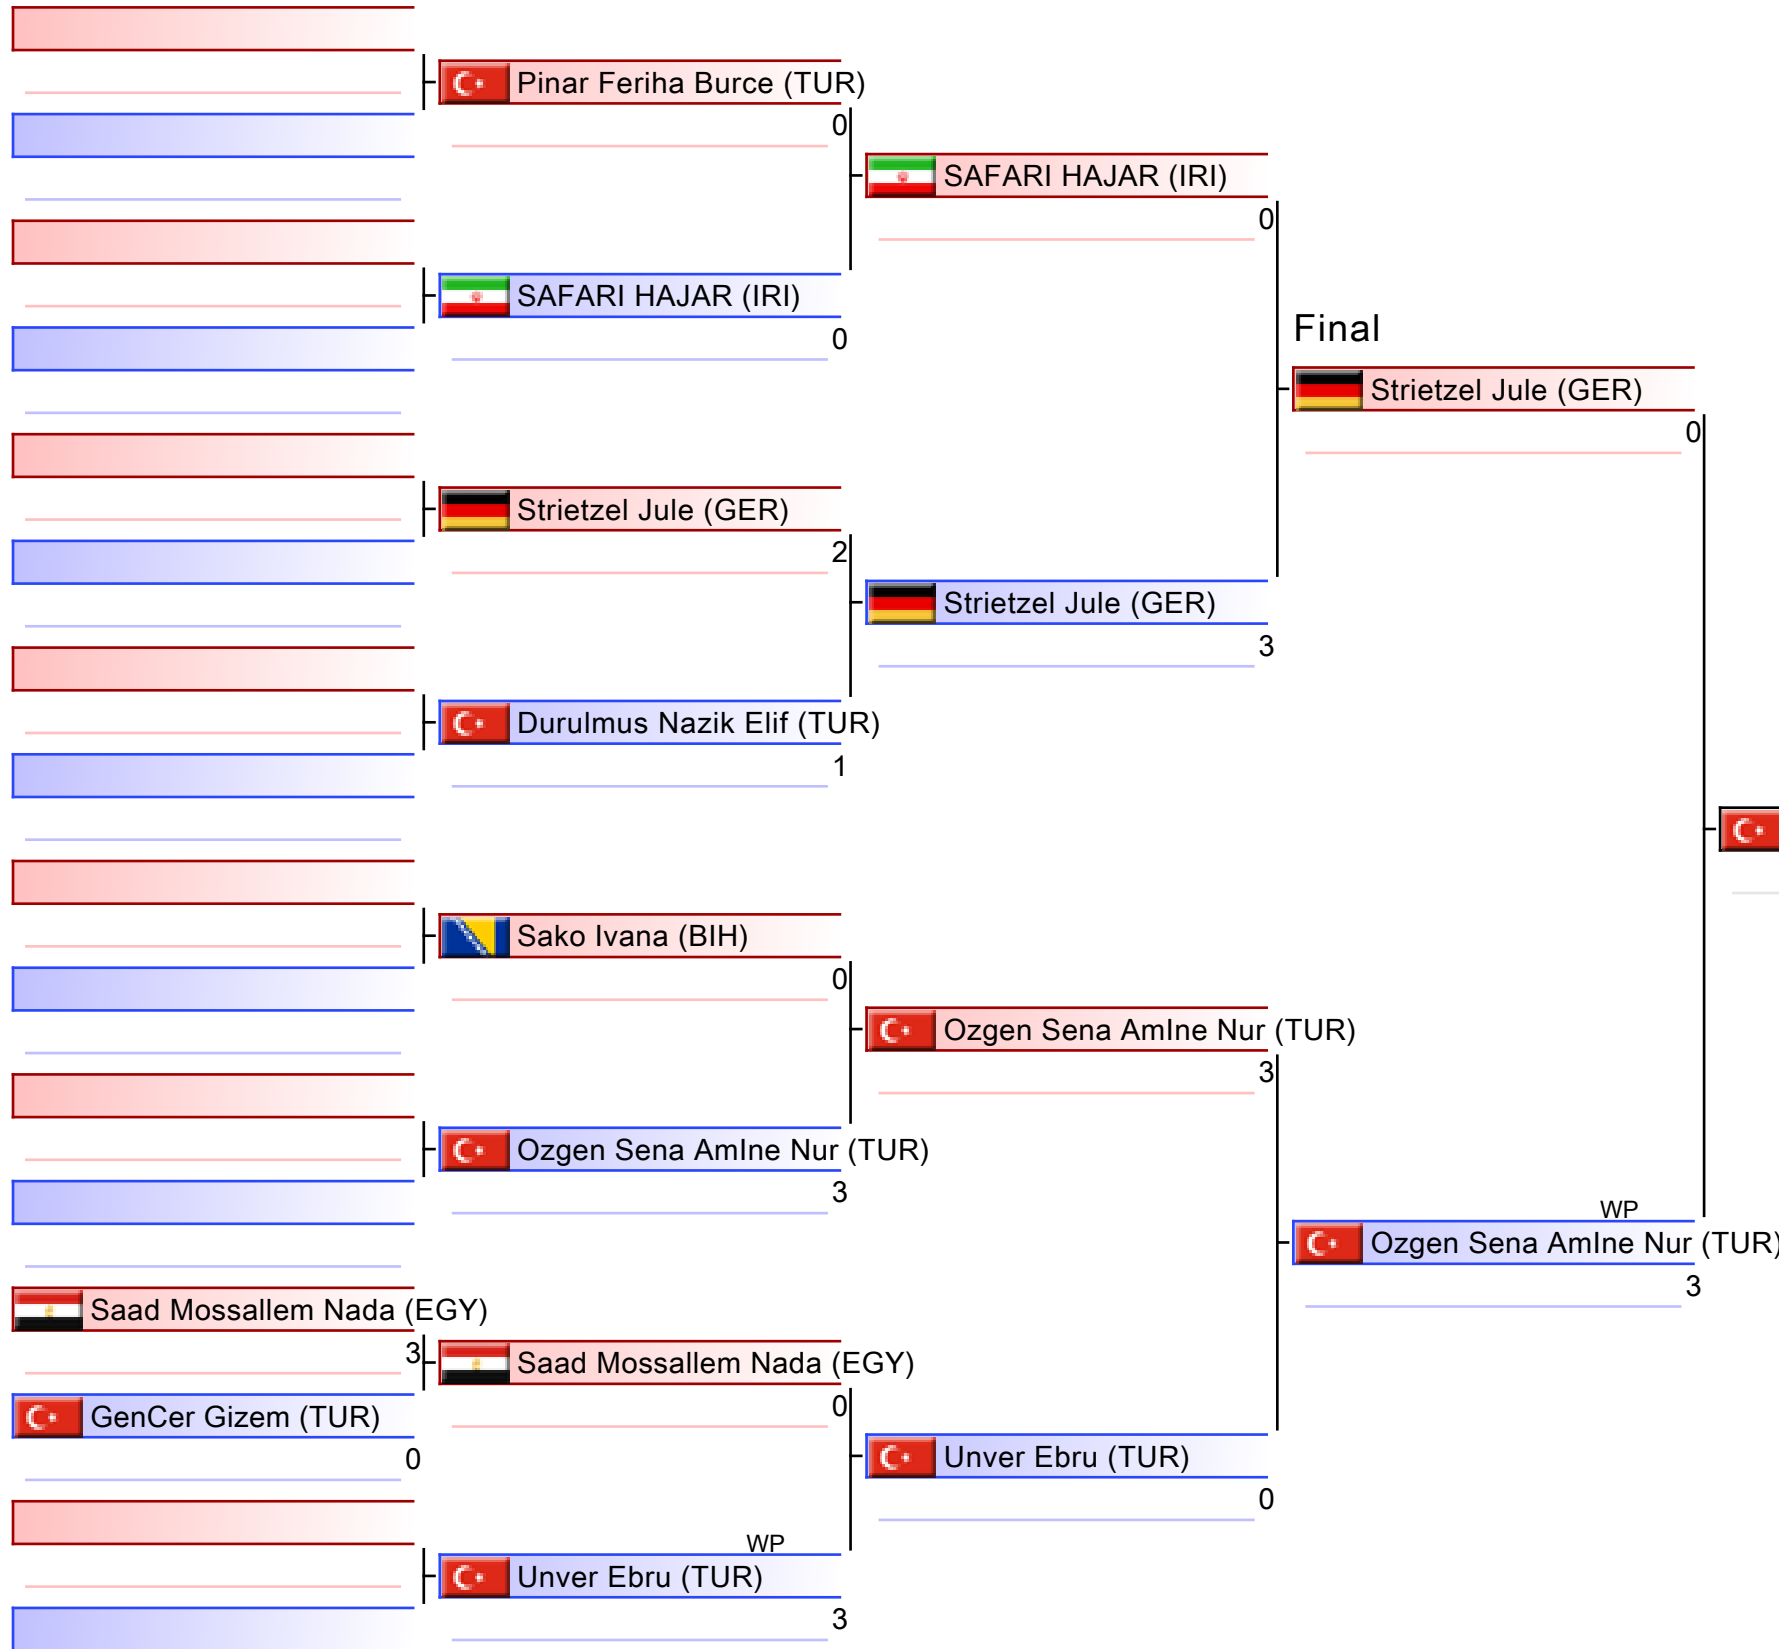 Pinar Feriha Burce (TUR)
0
SAFARI HAJAR (IRI)
0
SAFARI HAJAR (IRI)
0
Final
Strietzel Jule (GER)
0
Strietzel Jule (GER)
2
Strietzel Jule (GER)
3
Durulmus Nazik Elif (TUR)
1
Sako Ivana (BIH)
0
Ozgen Sena AmIne Nur (TUR)
3
Ozgen Sena AmIne Nur (TUR)
3
WP
Ozgen Sena AmIne Nur (TUR)
3
Saad Mossallem Nada (EGY)
3
Saad Mossallem Nada (EGY)
0
GenCer Gizem (TUR)
0
Unver Ebru (TUR)
0
WP
Unver Ebru (TUR)
3